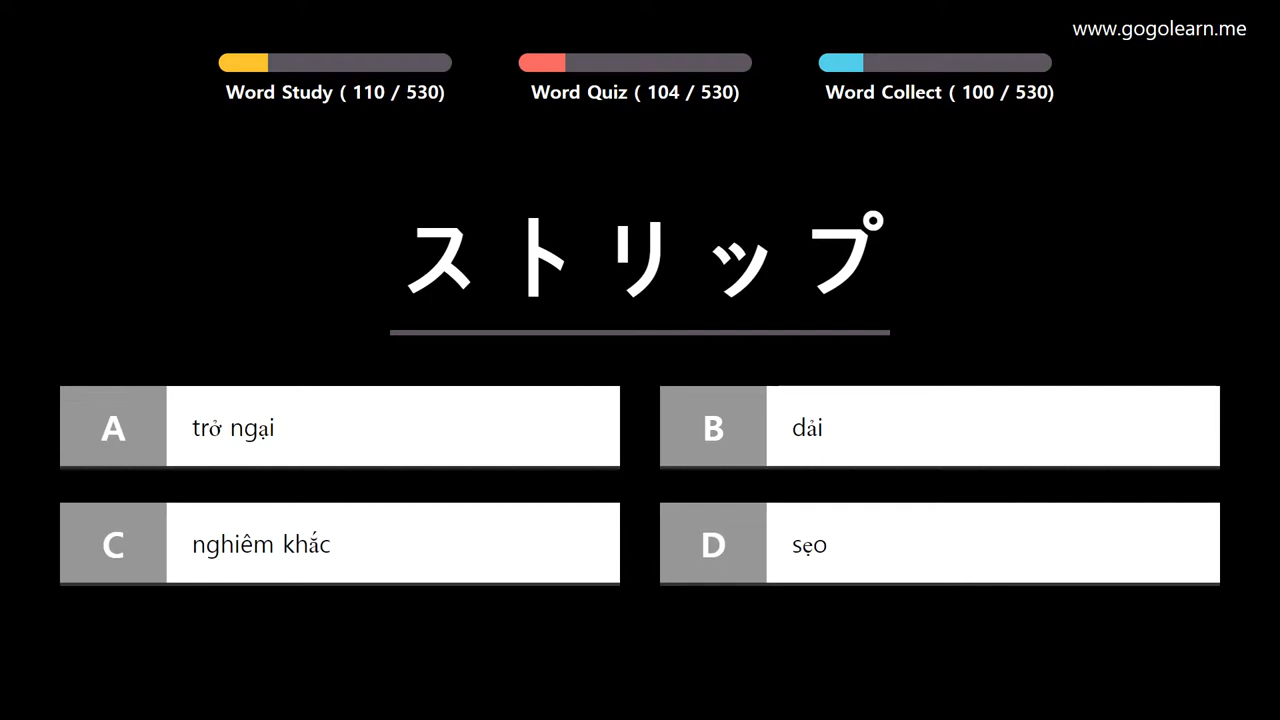 www.gogolearn.me
Word Study ( 110 / 530)
Word Quiz ( 104 / 530)
Word Collect ( 100 / 530)
ストリップ
A
trở ngại
B
dải
C
nghiêm khắc
D
sẹo